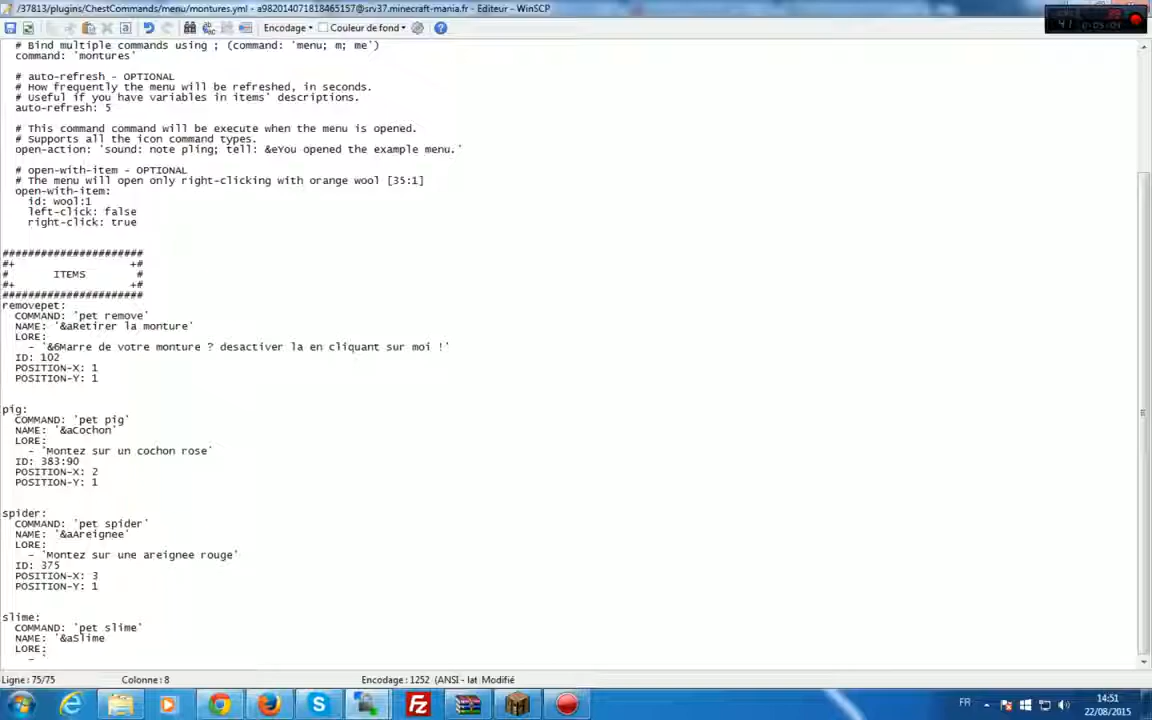 /37813/plugins/ChestCommands/menu/montures.yml - a982014071818465157@srv37.minecraft-mania.fr - Editeur - WinSCP
Encodage
Couleur de fond
# Bind multiple commands using ; (command: 'menu; m; me')
command: 'montures'
# auto-refresh - OPTIONAL
# How frequently the menu will be refreshed, in seconds.
# Useful if you have variables in items' descriptions.
auto-refresh: 5
# This command command will be execute when the menu is opened.
# Supports all the icon command types.
open-action: 'sound: note pling; tell: &eYou opened the example menu.'
# open-with-item - OPTIONAL
# The menu will open only right-clicking with orange wool [35:1]
open-with-item:
id: wool:1
left-click: false
right-click: true
######################
#+ +#
# ITEMS #
#+ +#
######################
removepet:
COMMAND: 'pet remove'
NAME: '&aRetirer la monture'
LORE:
- '&6Marre de votre monture ? desactiver la en cliquant sur moi !'
ID: 102
POSITION-X: 1
POSITION-Y: 1
pig:
COMMAND: 'pet pig'
NAME: '&aCochon'
LORE:
- 'Montez sur un cochon rose'
ID: 383:90
POSITION-X: 2
POSITION-Y: 1
spider:
COMMAND: 'pet spider'
NAME: '&aAreignee'
LORE:
- 'Montez sur une areignee rouge'
ID: 375
POSITION-X: 3
POSITION-Y: 1
slime:
COMMAND: 'pet slime'
NAME: '&aSlime
LORE:
- '
Ligne: 75/75
Colonne: 8
Encodage: 1252 (ANSI - lat
Modifié
FR
14:51
22/08/2015